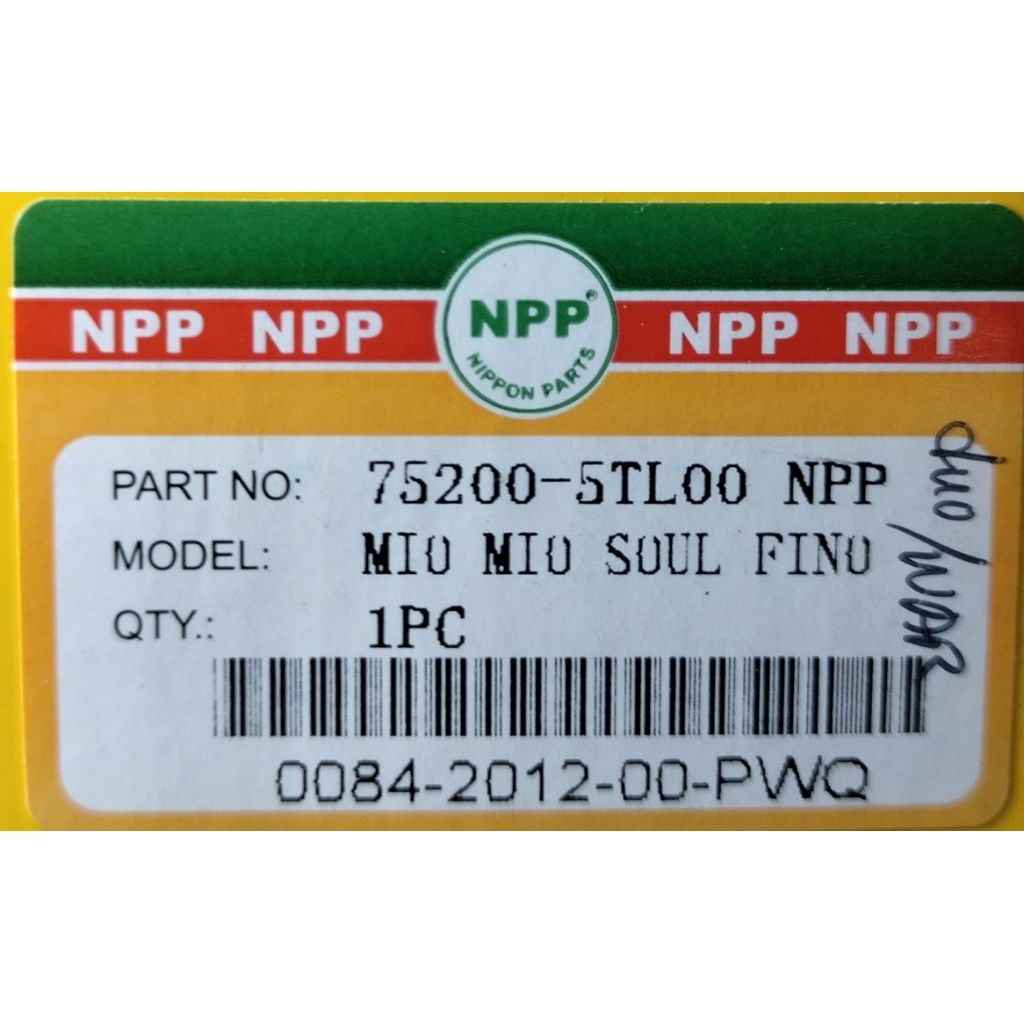 NPP NPP NPP® NPP NPP
NIPPON PARTS
PART NO: 75200-5TL00 NPP
MODEL: MIO MIO SOUL FINO
QTY.: 1PC
0084-2012-00-PWQ
duo/